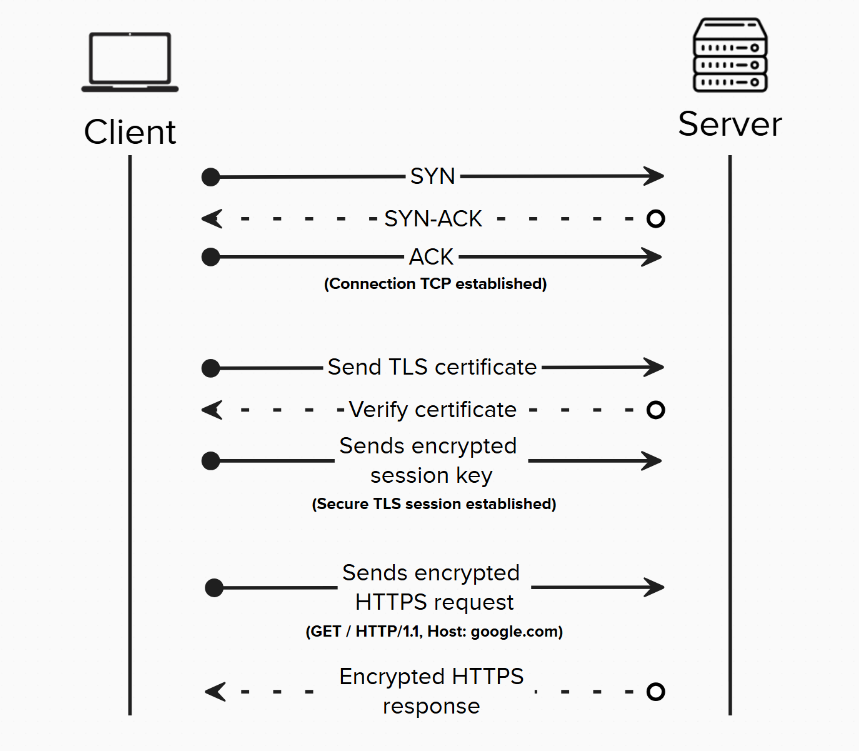 Client
Server
SYN
SYN-ACK
ACK
(Connection TCP established)
Send TLS certificate
Verify certificate
Sends encrypted
session key
(Secure TLS session established)
Sends encrypted
HTTPS request
(GET / HTTP/1.1, Host: google.com)
Encrypted HTTPS
response